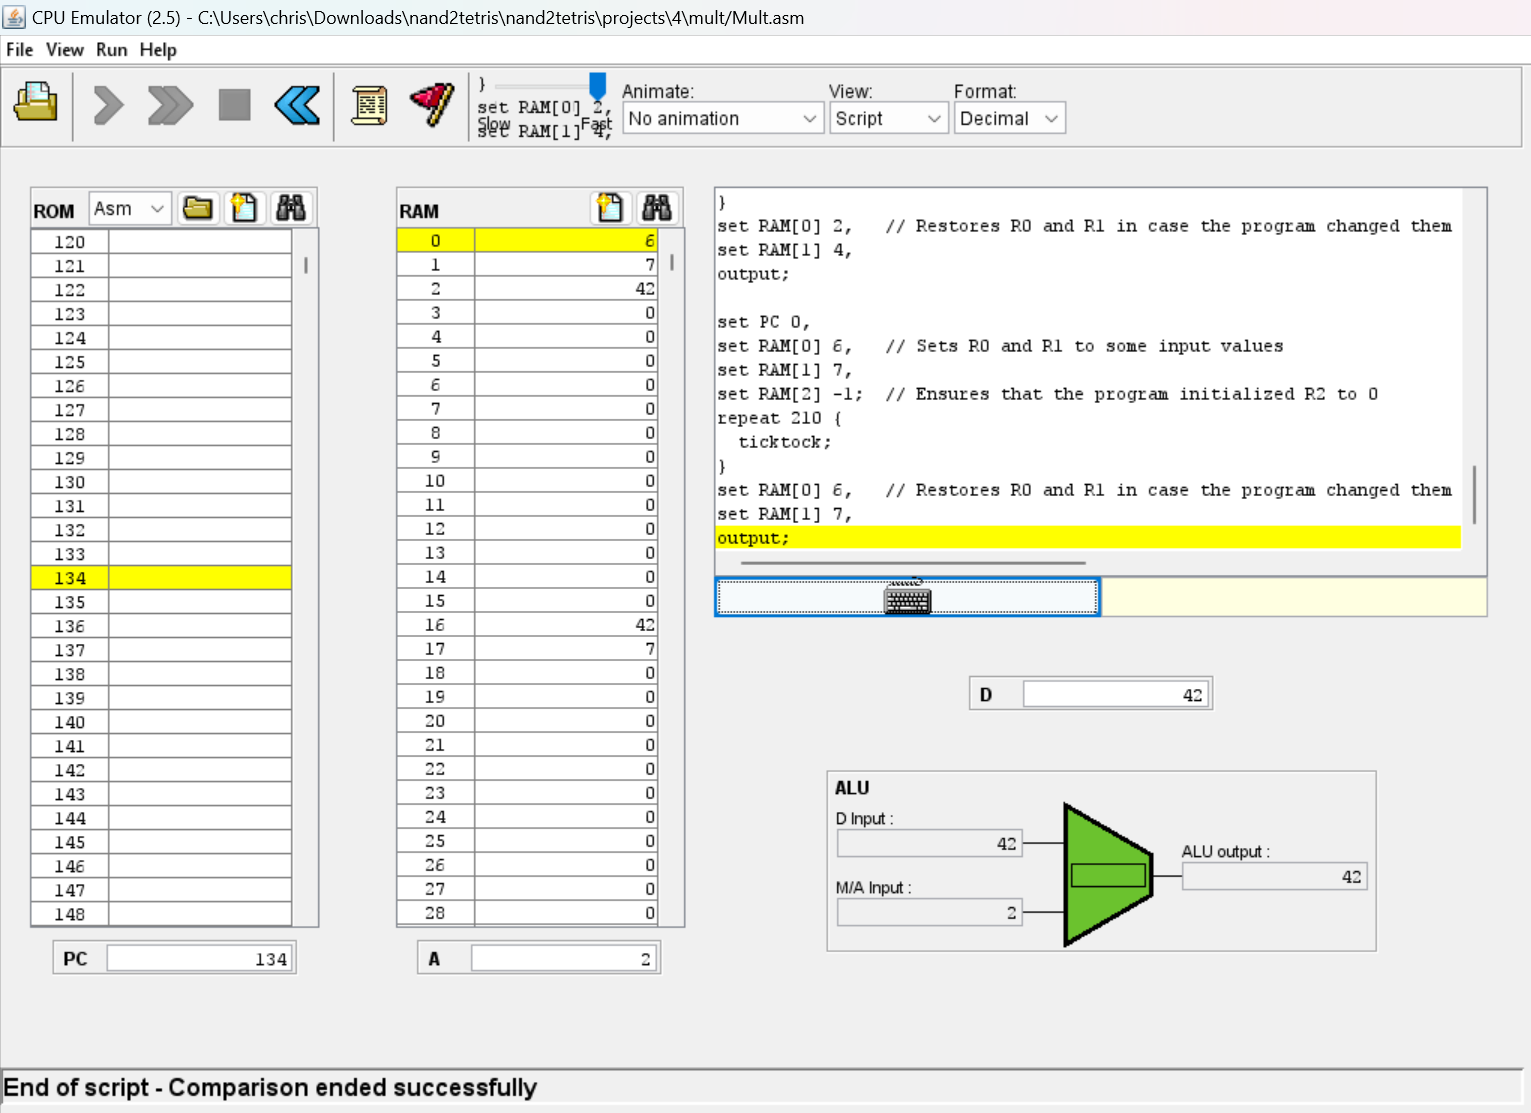 CPU Emulator (2.5) - C:\Users\chris\Downloads\nand2tetris\nand2tetris\projects\4\mult/Mult.asm
File View Run Help
}
set RAM[0] 2,
set RAM[1] 4,
Slow Fast
Animate:
No animation
View:
Script
Format:
Decimal
ROM Asm
120
121
122
123
124
125
126
127
128
129
130
131
132
133
134
135
136
137
138
139
140
141
142
143
144
145
146
147
148
PC 134
RAM
0 6
1 7
2 42
3 0
4 0
5 0
6 0
7 0
8 0
9 0
10 0
11 0
12 0
13 0
14 0
15 0
16 42
17 7
18 0
19 0
20 0
21 0
22 0
23 0
24 0
25 0
26 0
27 0
28 0
A 2
}
set RAM[0] 2,   // Restores R0 and R1 in case the program changed them
set RAM[1] 4,
output;
set PC 0,
set RAM[0] 6,   // Sets R0 and R1 to some input values
set RAM[1] 7,
set RAM[2] -1;  // Ensures that the program initialized R2 to 0
repeat 210 {
  ticktock;
}
set RAM[0] 6,   // Restores R0 and R1 in case the program changed them
set RAM[1] 7,
output;
D 42
ALU
D Input :
42
M/A Input :
2
ALU output :
42
End of script - Comparison ended successfully